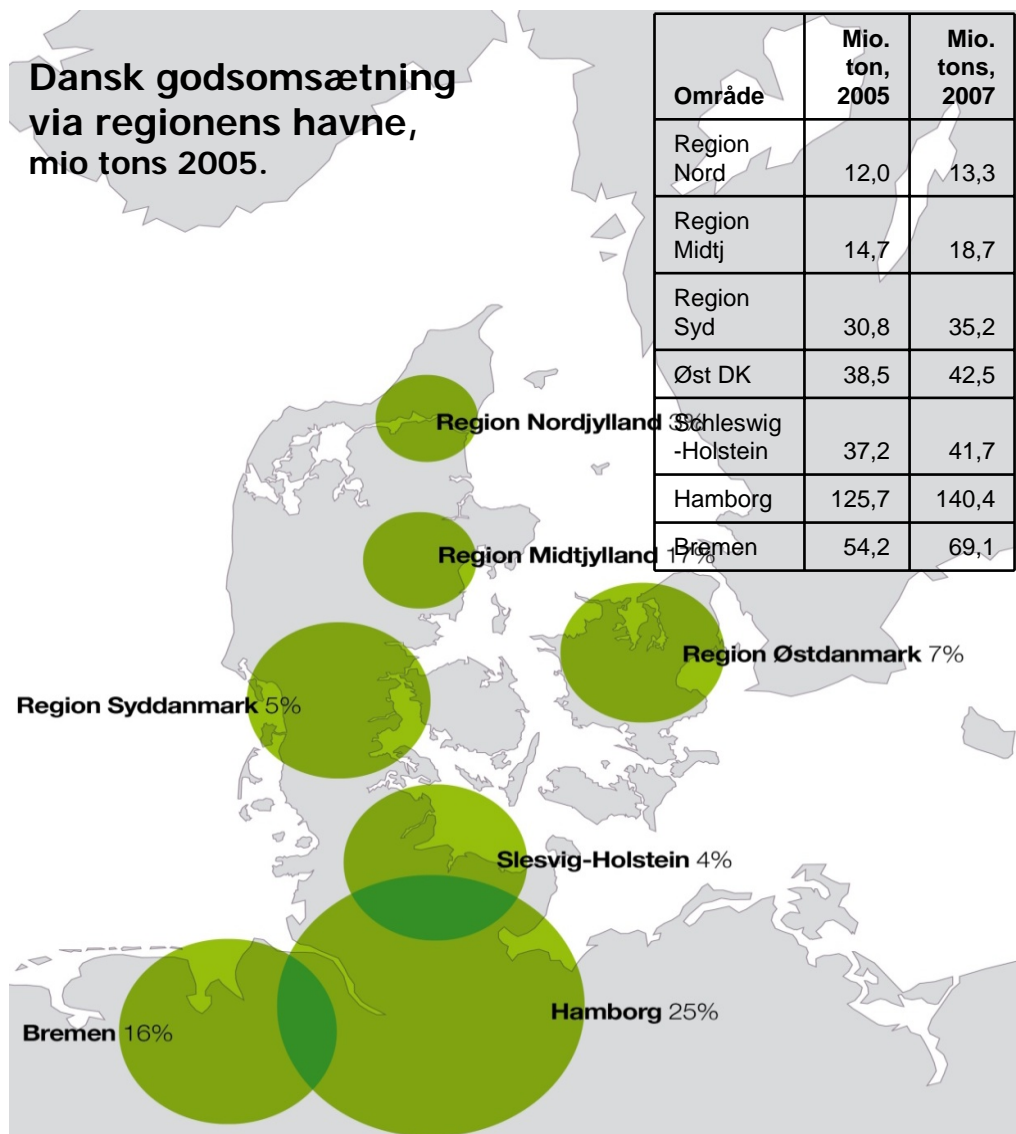 Dansk godsomsætning
via regionens havne,
mio tons 2005.
Område
Mio.
ton,
2005
Mio.
tons,
2007
Region
Nord 12,0 13,3
Region
Midtj 14,7 18,7
Region
Syd 30,8 35,2
Øst DK 38,5 42,5
Schleswig
-Holstein 37,2 41,7
Hamborg 125,7 140,4
Bremen 54,2 69,1
Region Nordjylland 3%
Region Midtjylland 17%
Region Østdanmark 7%
Region Syddanmark 5%
Slesvig-Holstein 4%
Hamborg 25%
Bremen 16%